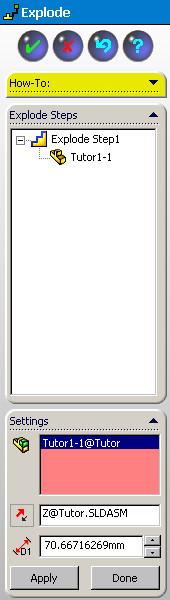 Explode
?
How-To:
Explode Steps
Explode Step1
Tutor1-1
Settings
Tutor1-1@Tutor
Z@Tutor.SLDASM
D1
70.66716269mm
Apply
Done